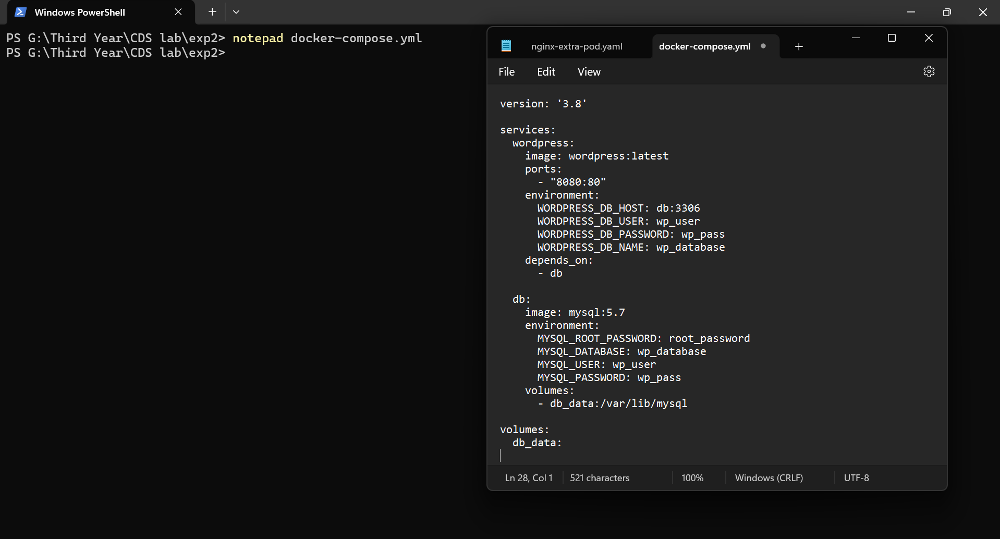 Windows PowerShell
PS G:\Third Year\CDS lab\exp2> notepad docker-compose.yml
PS G:\Third Year\CDS lab\exp2>
nginx-extra-pod.yaml
docker-compose.yml
File Edit View
version: '3.8'
services:
  wordpress:
    image: wordpress:latest
    ports:
      - "8080:80"
    environment:
      WORDPRESS_DB_HOST: db:3306
      WORDPRESS_DB_USER: wp_user
      WORDPRESS_DB_PASSWORD: wp_pass
      WORDPRESS_DB_NAME: wp_database
    depends_on:
      - db
  db:
    image: mysql:5.7
    environment:
      MYSQL_ROOT_PASSWORD: root_password
      MYSQL_DATABASE: wp_database
      MYSQL_USER: wp_user
      MYSQL_PASSWORD: wp_pass
    volumes:
      - db_data:/var/lib/mysql
volumes:
  db_data:
Ln 28, Col 1 521 characters 100% Windows (CRLF) UTF-8